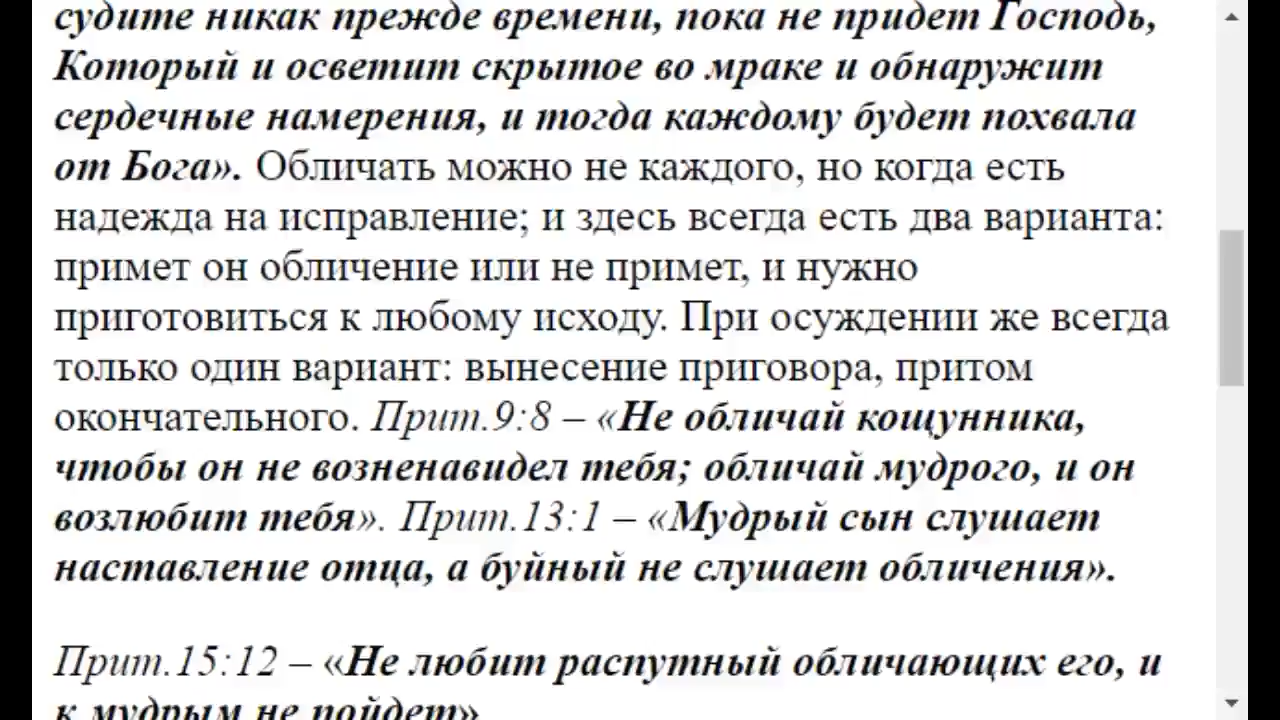 судите никак прежде времени, пока не придет Господь,
Который и осветит скрытое во мраке и обнаружит
сердечные намерения, и тогда каждому будет похвала
от Бога». Обличать можно не каждого, но когда есть
надежда на исправление; и здесь всегда есть два варианта:
примет он обличение или не примет, и нужно
приготовиться к любому исходу. При осуждении же всегда
только один вариант: вынесение приговора, притом
окончательного. Прит.9:8 – «Не обличай кощунника,
чтобы он не возненавидел тебя; обличай мудрого, и он
возлюбит тебя». Прит.13:1 – «Мудрый сын слушает
наставление отца, а буйный не слушает обличения».
Прит.15:12 – «Не любит распутный обличающих его, и
к мудрым не пойдет»